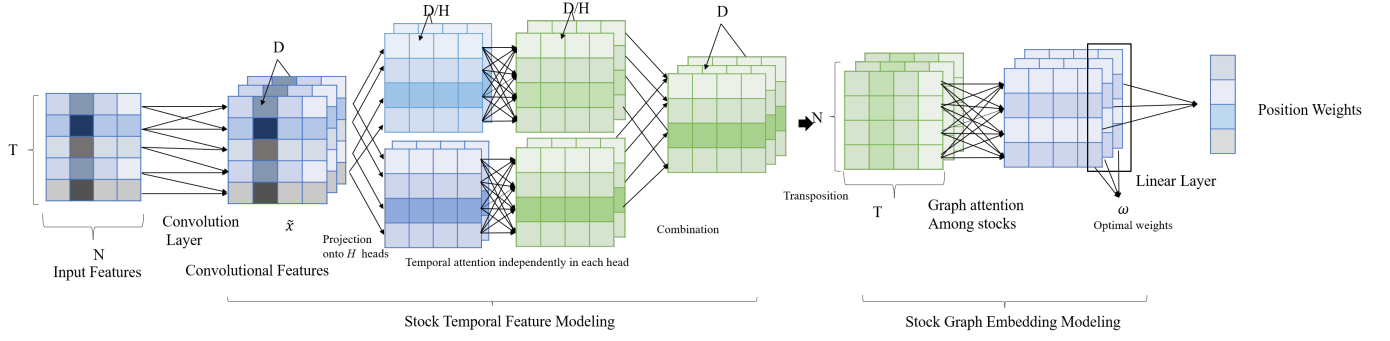 T
N
Input Features
Convolution
Layer
D
x̃
Convolutional Features
Projection
onto H heads
D/H
D/H
Temporal attention independently in each head
D
Combination
Stock Temporal Feature Modeling
N
Transposition
T
Graph attention
Among stocks
Linear Layer
ω
Optimal weights
Position Weights
Stock Graph Embedding Modeling